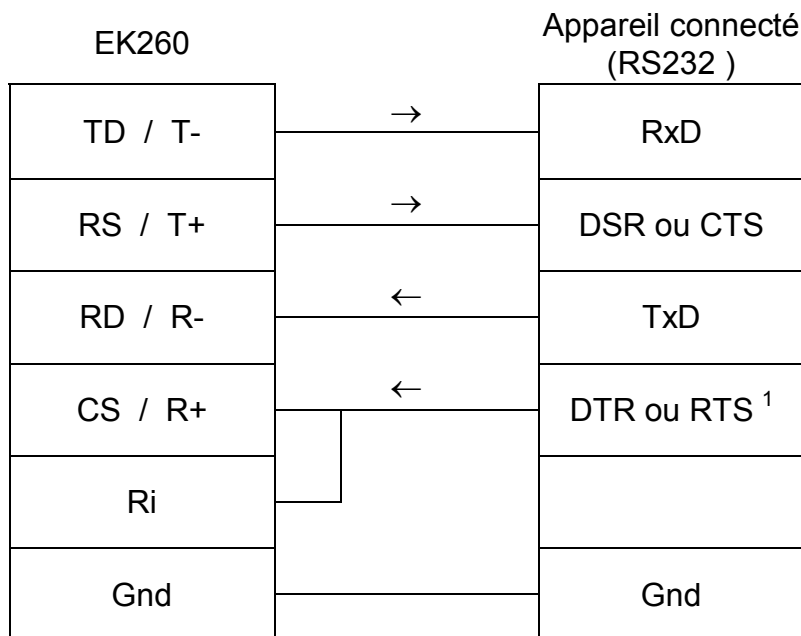 EK260
Appareil connecté
(RS232 )
TD / T-
→
RxD
RS / T+
→
DSR ou CTS
RD / R-
←
TxD
CS / R+
←
DTR ou RTS ¹
Ri
Gnd
Gnd